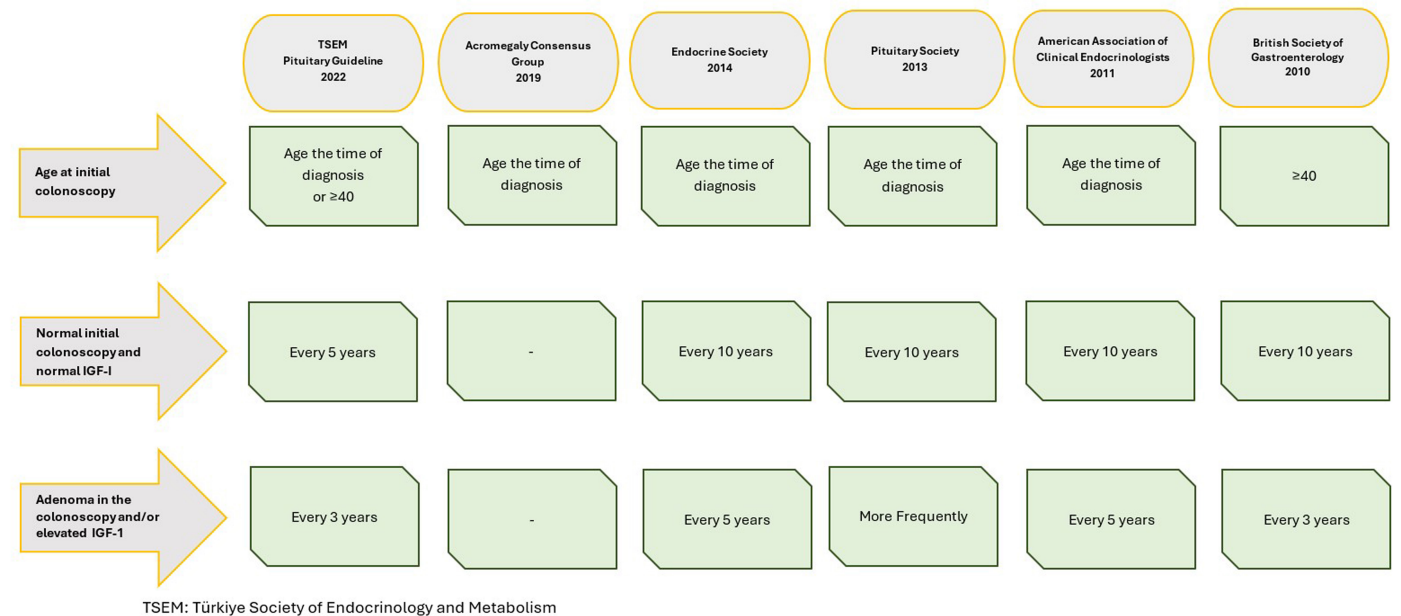 TSEM
Pituitary Guideline
2022
Acromegaly Consensus
Group
2019
Endocrine Society
2014
Pituitary Society
2013
American Association of
Clinical Endocrinologists
2011
British Society of
Gastroenterology
2010
Age at initial
colonoscopy
Age the time of
diagnosis
or ≥40
Age the time of
diagnosis
Age the time of
diagnosis
Age the time of
diagnosis
Age the time of
diagnosis
≥40
Normal initial
colonoscopy and
normal IGF-I
Every 5 years
-
Every 10 years
Every 10 years
Every 10 years
Every 10 years
Adenoma in the
colonoscopy and/or
elevated IGF-1
Every 3 years
-
Every 5 years
More Frequently
Every 5 years
Every 3 years
TSEM: Türkiye Society of Endocrinology and Metabolism